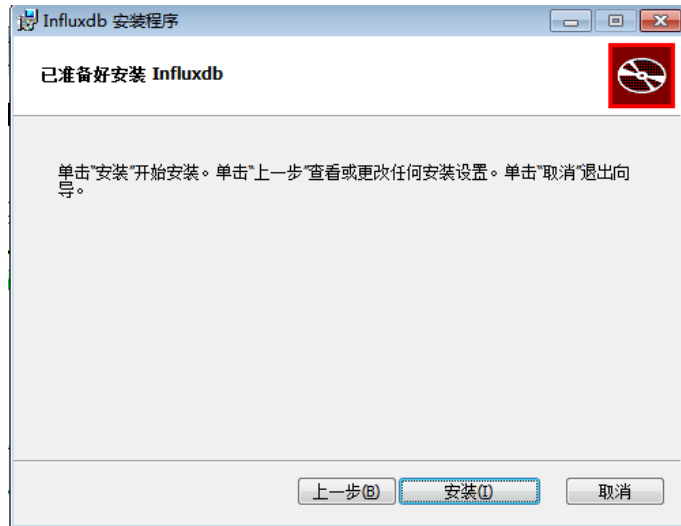 Influxdb 安装程序
已准备好安装 Influxdb
单击"安装"开始安装。单击"上一步"查看或更改任何安装设置。单击"取消"退出向
导。
上一步(B) 安装(I) 取消